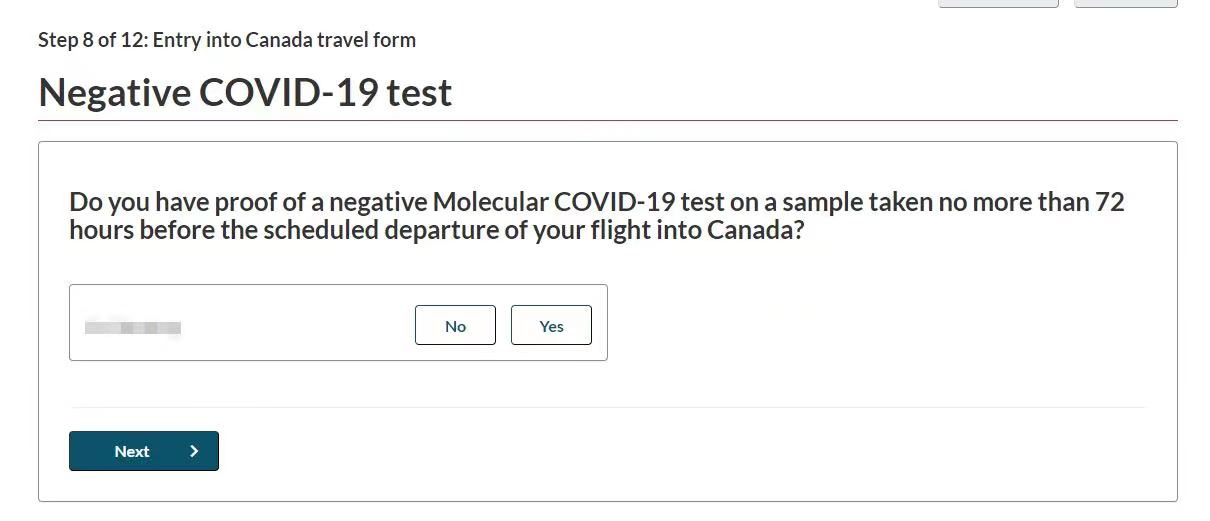 Step 8 of 12: Entry into Canada travel form
Negative COVID-19 test
Do you have proof of a negative Molecular COVID-19 test on a sample taken no more than 72
hours before the scheduled departure of your flight into Canada?
No Yes
Next